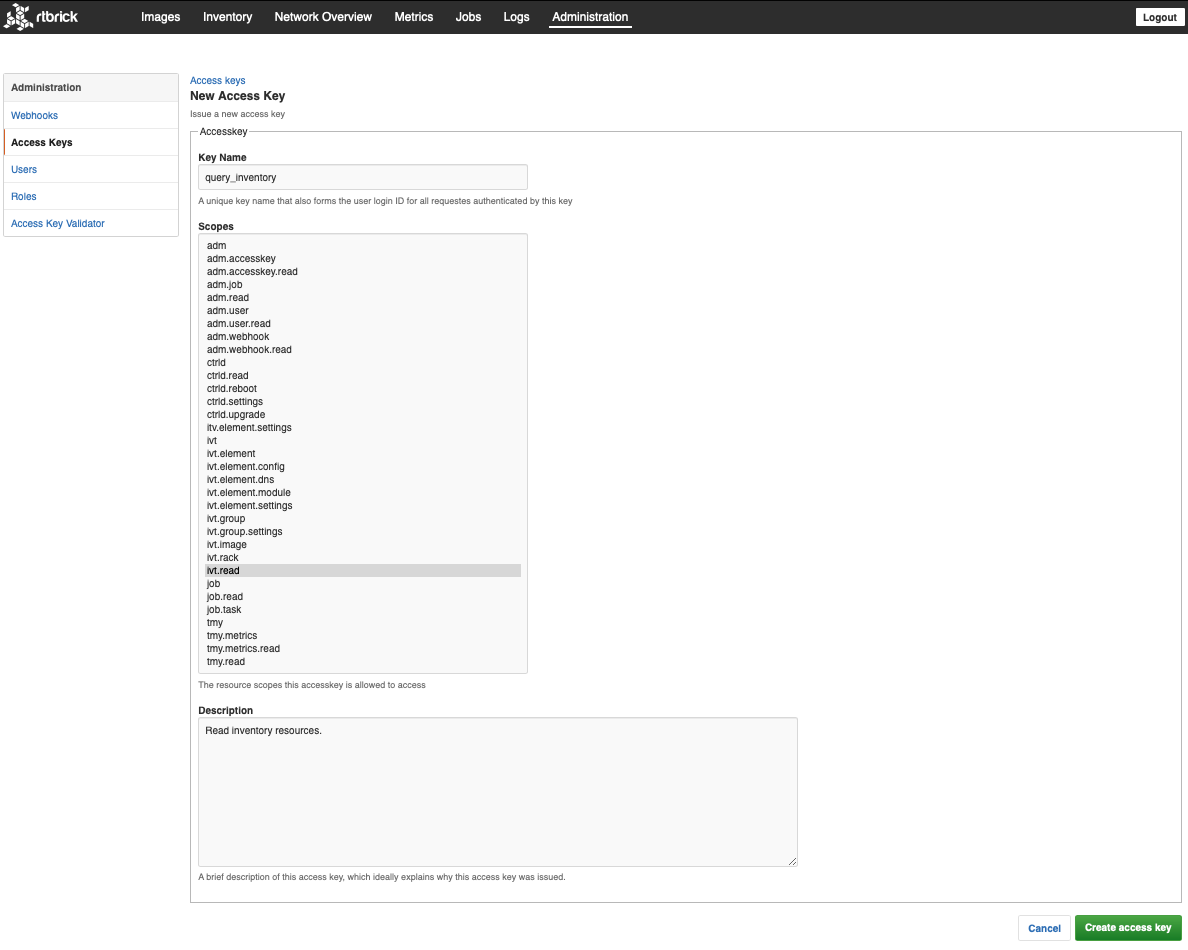 rtbrick Images Inventory Network Overview Metrics Jobs Logs Administration Logout
Administration
Webhooks
Access Keys
Users
Roles
Access Key Validator
Access keys
New Access Key
Issue a new access key
Accesskey
Key Name
query_inventory
A unique key name that also forms the user login ID for all requestes authenticated by this key
Scopes
adm
adm.accesskey
adm.accesskey.read
adm.job
adm.read
adm.user
adm.user.read
adm.webhook
adm.webhook.read
ctrld
ctrld.read
ctrld.reboot
ctrld.settings
ctrld.upgrade
itv.element.settings
ivt
ivt.element
ivt.element.config
ivt.element.dns
ivt.element.module
ivt.element.settings
ivt.group
ivt.group.settings
ivt.image
ivt.rack
ivt.read
job
job.read
job.task
tmy
tmy.metrics
tmy.metrics.read
tmy.read
The resource scopes this accesskey is allowed to access
Description
Read inventory resources.
A brief description of this access key, which ideally explains why this access key was issued.
Cancel Create access key